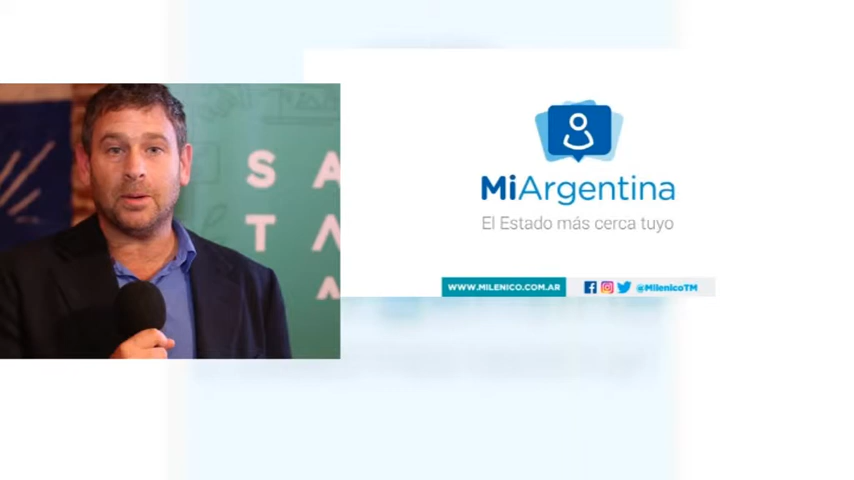 S A
T A
A
MiArgentina
El Estado más cerca tuyo
WWW.MILENICO.COM.AR
@MilenicoTM